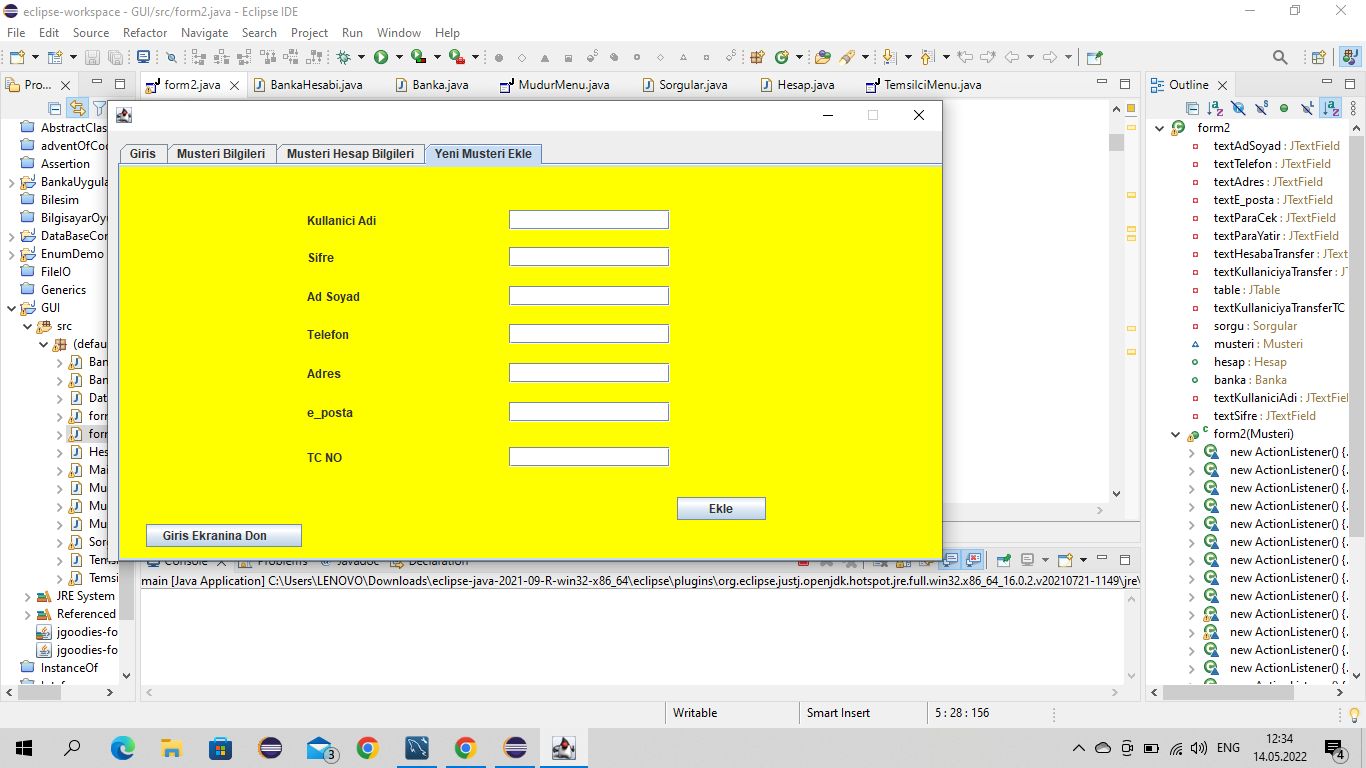 eclipse-workspace - GUI/src/form2.java - Eclipse IDE
File Edit Source Refactor Navigate Search Project Run Window Help
Pro... form2.java BankaHesabi.java Banka.java MudurMenu.java Sorgular.java Hesap.java TemsilciMenu.java Outline
AbstractClas
adventOfCo
Assertion
BankaUygula
Bilesim
BilgisayarOy
DataBaseCor
EnumDemo
FileIO
Generics
GUI
src
(defau
Ban
Ban
Dat
for
for
Hes
Mai
Mu
Mu
Mu
Sor
Tems
Temsi
JRE System
Referenced
jgoodies-fo
jgoodies-fo
InstanceOf
Giris Musteri Bilgileri Musteri Hesap Bilgileri Yeni Musteri Ekle
Kullanici Adi
Sifre
Ad Soyad
Telefon
Adres
e_posta
TC NO
Ekle
Giris Ekranina Don
Console Problems Javadoc Declaration
main [Java Application] C:\Users\LENOVO\Downloads\eclipse-java-2021-09-R-win32-x86_64\eclipse\plugins\org.eclipse.justj.openjdk.hotspot.jre.full.win32.x86_64_16.0.2.v20210721-1149\jre\
form2
textAdSoyad : JTextField
textTelefon : JTextField
textAdres : JTextField
textE_posta : JTextField
textParaCek : JTextField
textParaYatir : JTextField
textHesabaTransfer : JText
textKullaniciyaTransfer : J
table : JTable
textKullaniciyaTransferTC
sorgu : Sorgular
musteri : Musteri
hesap : Hesap
banka : Banka
textKullaniciAdi : JTextFiel
textSifre : JTextField
form2(Musteri)
new ActionListener() {.
new ActionListener() {.
new ActionListener() {.
new ActionListener() {.
new ActionListener() {.
new ActionListener() {.
new ActionListener() {.
new ActionListener() {.
new ActionListener() {.
new ActionListener() {.
new ActionListener() {.
new ActionListener() {.
new ActionListener() {.
Writable Smart Insert 5 : 28 : 156
3
ENG
12:34
14.05.2022
4